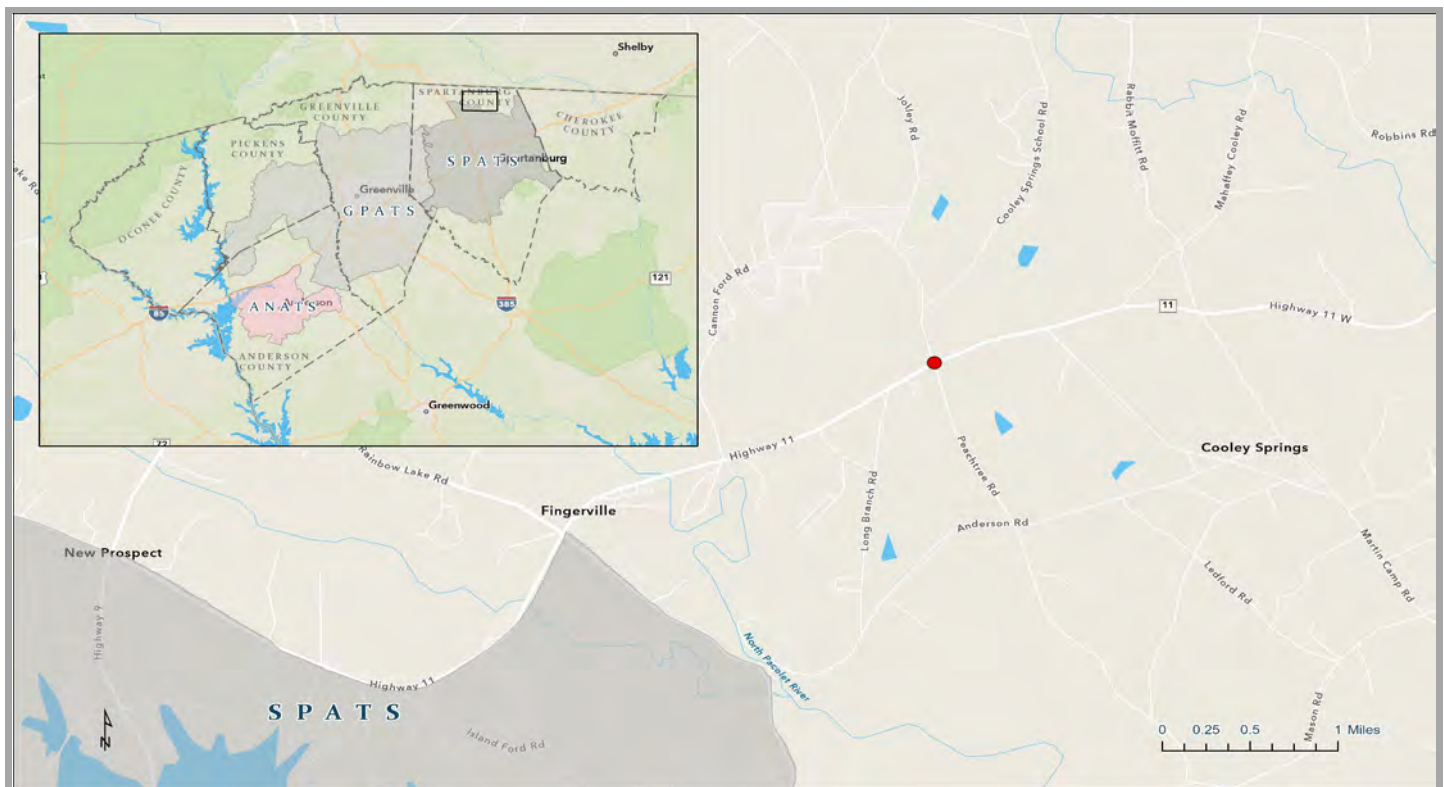 Shelby
SPARTANBURG
COUNTY
GREENVILLE
COUNTY
CHEROKEE
COUNTY
PICKENS
COUNTY
SPATS
Spartanburg
OCONEE COUNTY
Greenville
GPATS
121
85
385
ANATS
Anderson
ANDERSON
COUNTY
Greenwood
72
Lake Rd
Jolley Rd
Cooley Springs School Rd
Mahaffey Cooley Rd
Robbins Rd
Cannon Ford Rd
11
Highway 11 W
Highway 11
Rainbow Lake Rd
Peachtree Rd
Cooley Springs
Long Branch Rd
Fingerville
Anderson Rd
New Prospect
Martin Camp Rd
Ledford Rd
Highway 9
North Pacolet River
Highway 11
SPATS
Island Ford Rd
Mason Rd
N
0 0.25 0.5 1 Miles